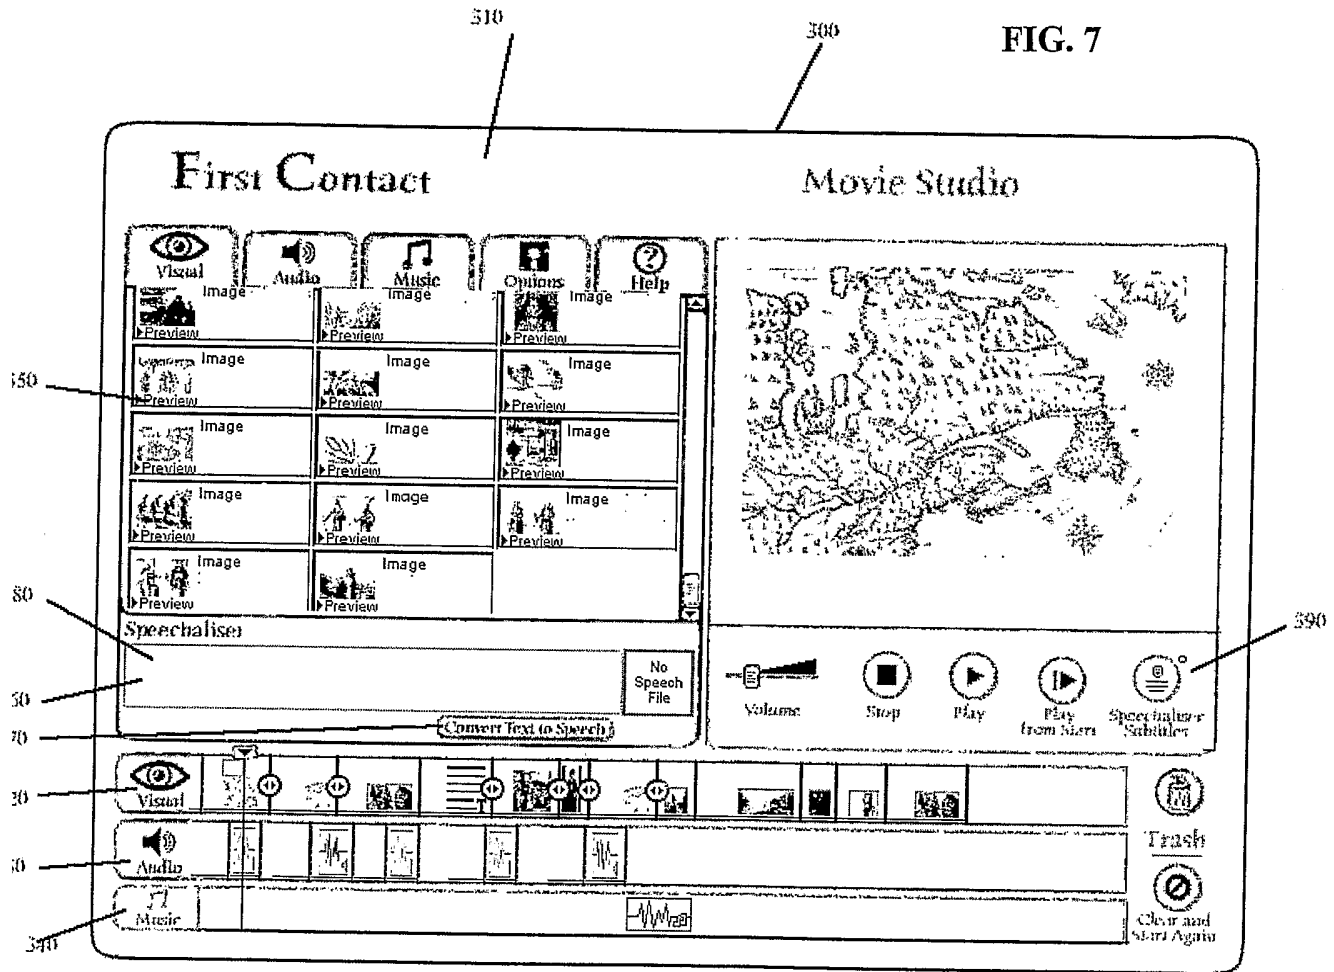 310
300
FIG. 7
First Contact
Movie Studio
Visual
Audio
Music
Options
Help
Image
Image
Image
Preview
Preview
Preview
Image
Image
Image
Preview
Preview
Preview
Image
Image
Image
Preview
Preview
Preview
Image
Image
Image
Preview
Preview
Preview
Image
Image
Preview
Preview
Speechaliser
No
Speech
File
Convert Text to Speech
Volume
Stop
Play
Play
from Start
Speechaliser
Subtitles
390
Visual
Audio
Music
340
Trash
Clear and
Start Again